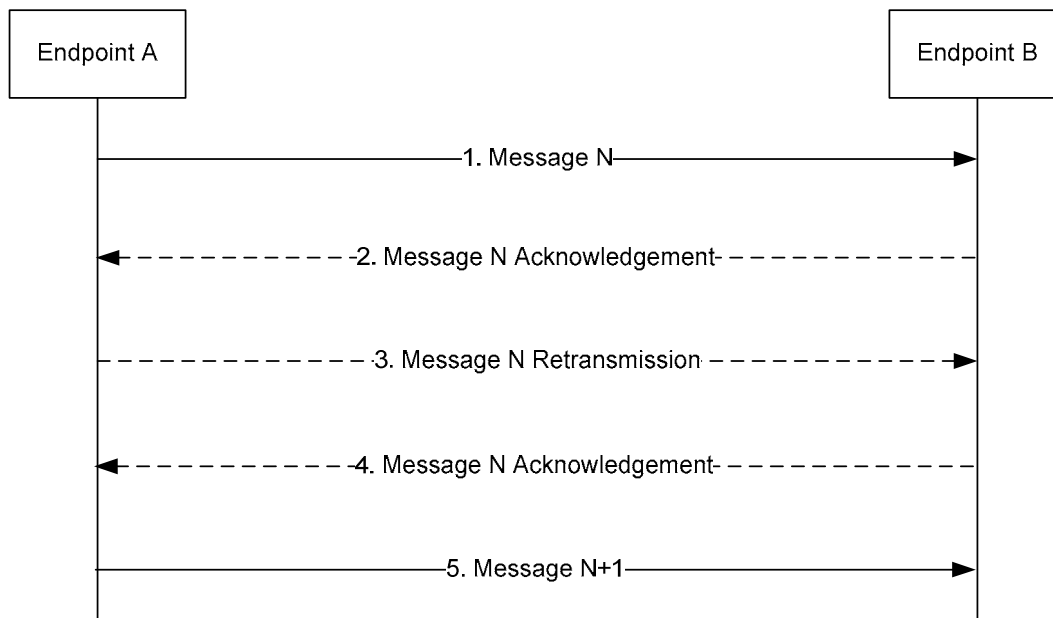 Endpoint A
Endpoint B
1. Message N
2. Message N Acknowledgement
3. Message N Retransmission
4. Message N Acknowledgement
5. Message N+1